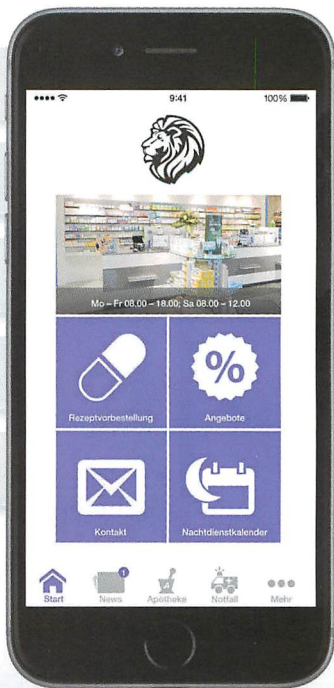 9:41
100%
Mo – Fr 08.00 – 18.00; Sa 08.00 – 12.00
Rezeptvorbestellung
%
Angebote
Kontakt
Nachtdienstkalender
1
Start
News
Apotheke
Notfall
Mehr